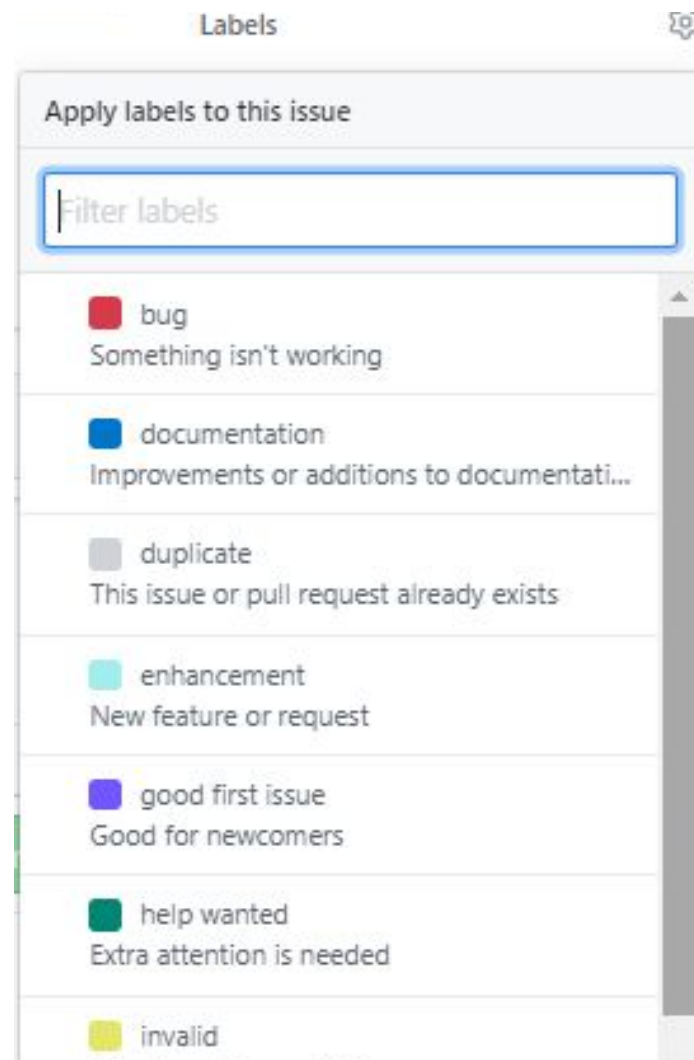 Labels
Apply labels to this issue
Filter labels
bug
Something isn't working
documentation
Improvements or additions to documentati...
duplicate
This issue or pull request already exists
enhancement
New feature or request
good first issue
Good for newcomers
help wanted
Extra attention is needed
invalid